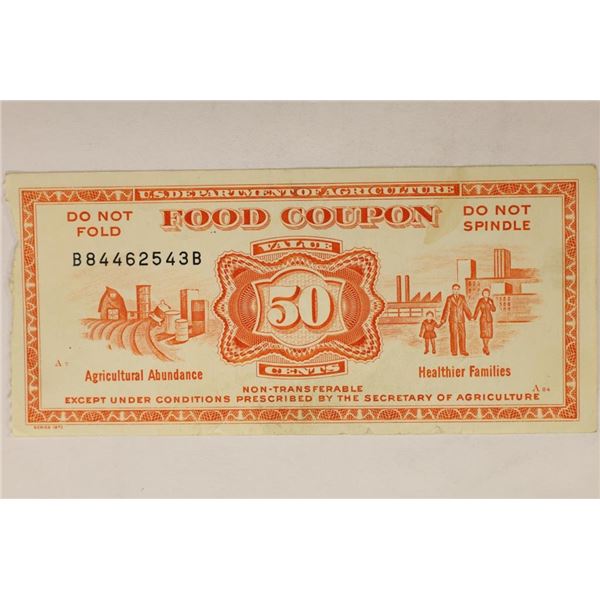 U.S. DEPARTMENT OF AGRICULTURE
DO NOT FOLD
FOOD COUPON
DO NOT SPINDLE
B84462543B
VALUE
50
CENTS
Agricultural Abundance
Healthier Families
NON-TRANSFERABLE
EXCEPT UNDER CONDITIONS PRESCRIBED BY THE SECRETARY OF AGRICULTURE